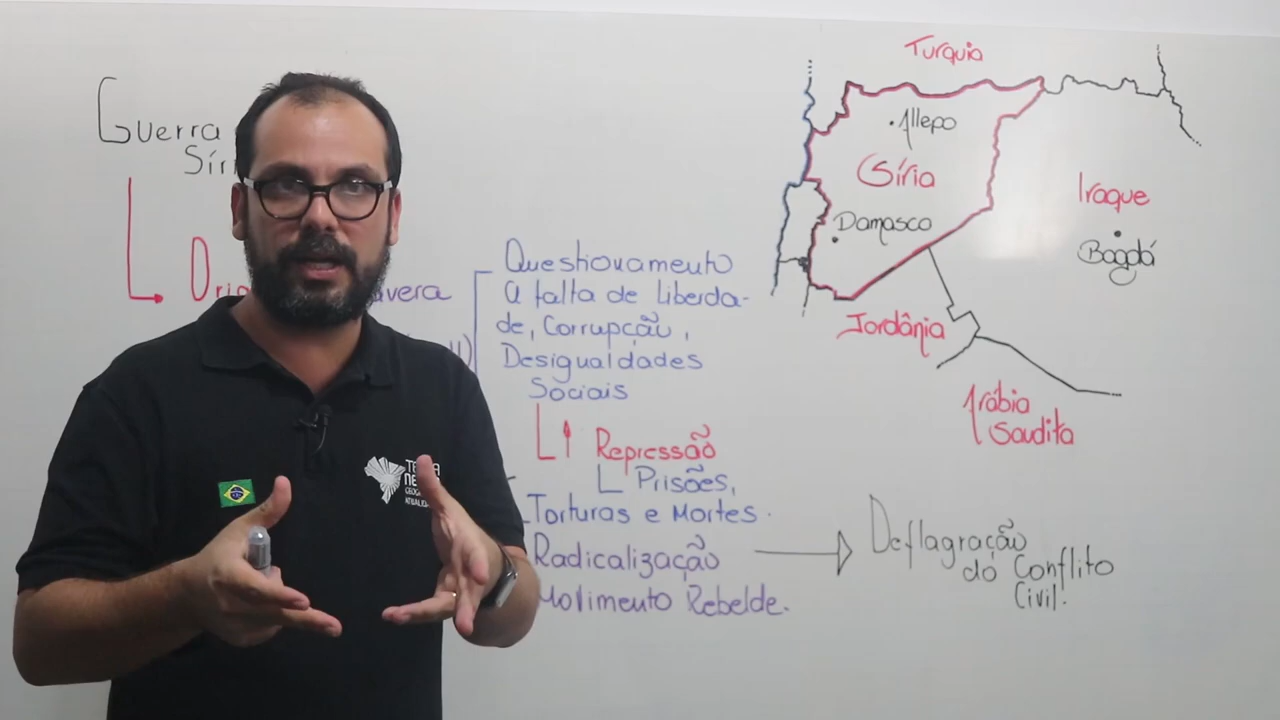 Guerra
Turquia
Allepo
Síria
Damasco
Iraque
Bagdá
Jordânia
Arábia
Saudita
Questionamento
A falta de Liberda-
de, Corrupção,
Desigualdades
Sociais
Repressão
Prisões,
Torturas e Mortes.
Radicalização
Movimento Rebelde.
Deflagração
do Conflito
Civil!